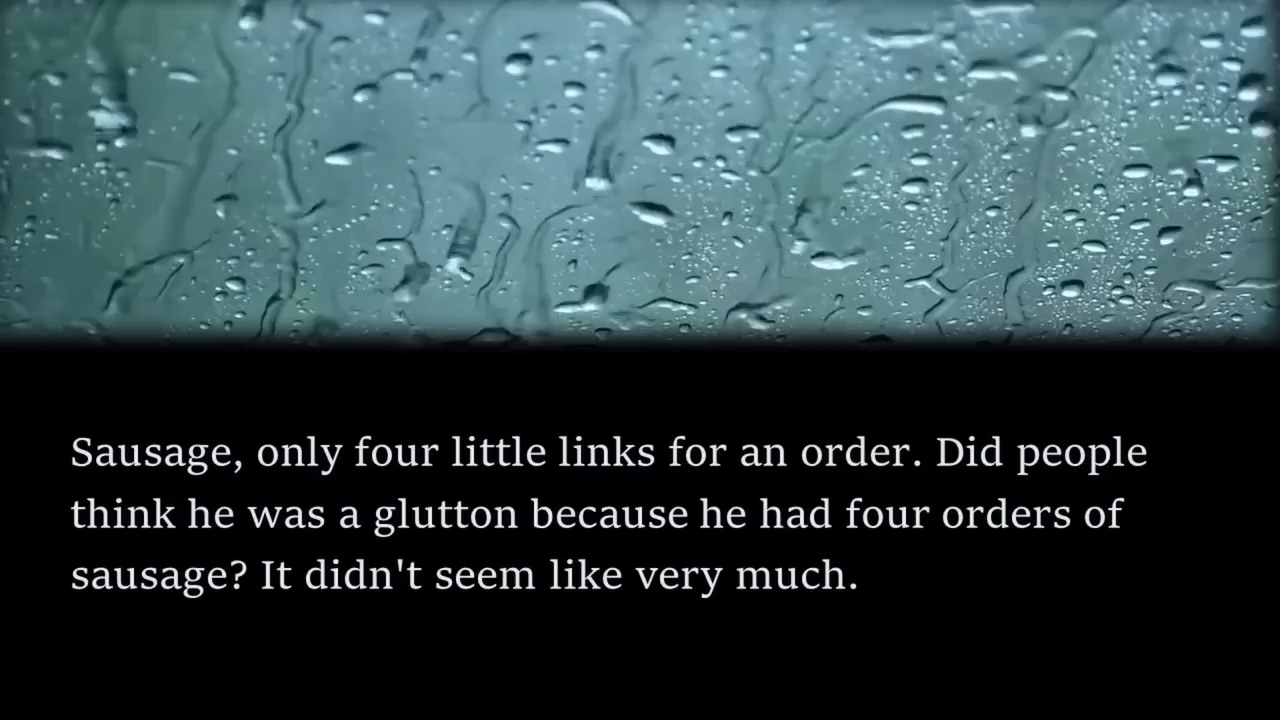 Sausage, only four little links for an order. Did people
think he was a glutton because he had four orders of
sausage? It didn't seem like very much.